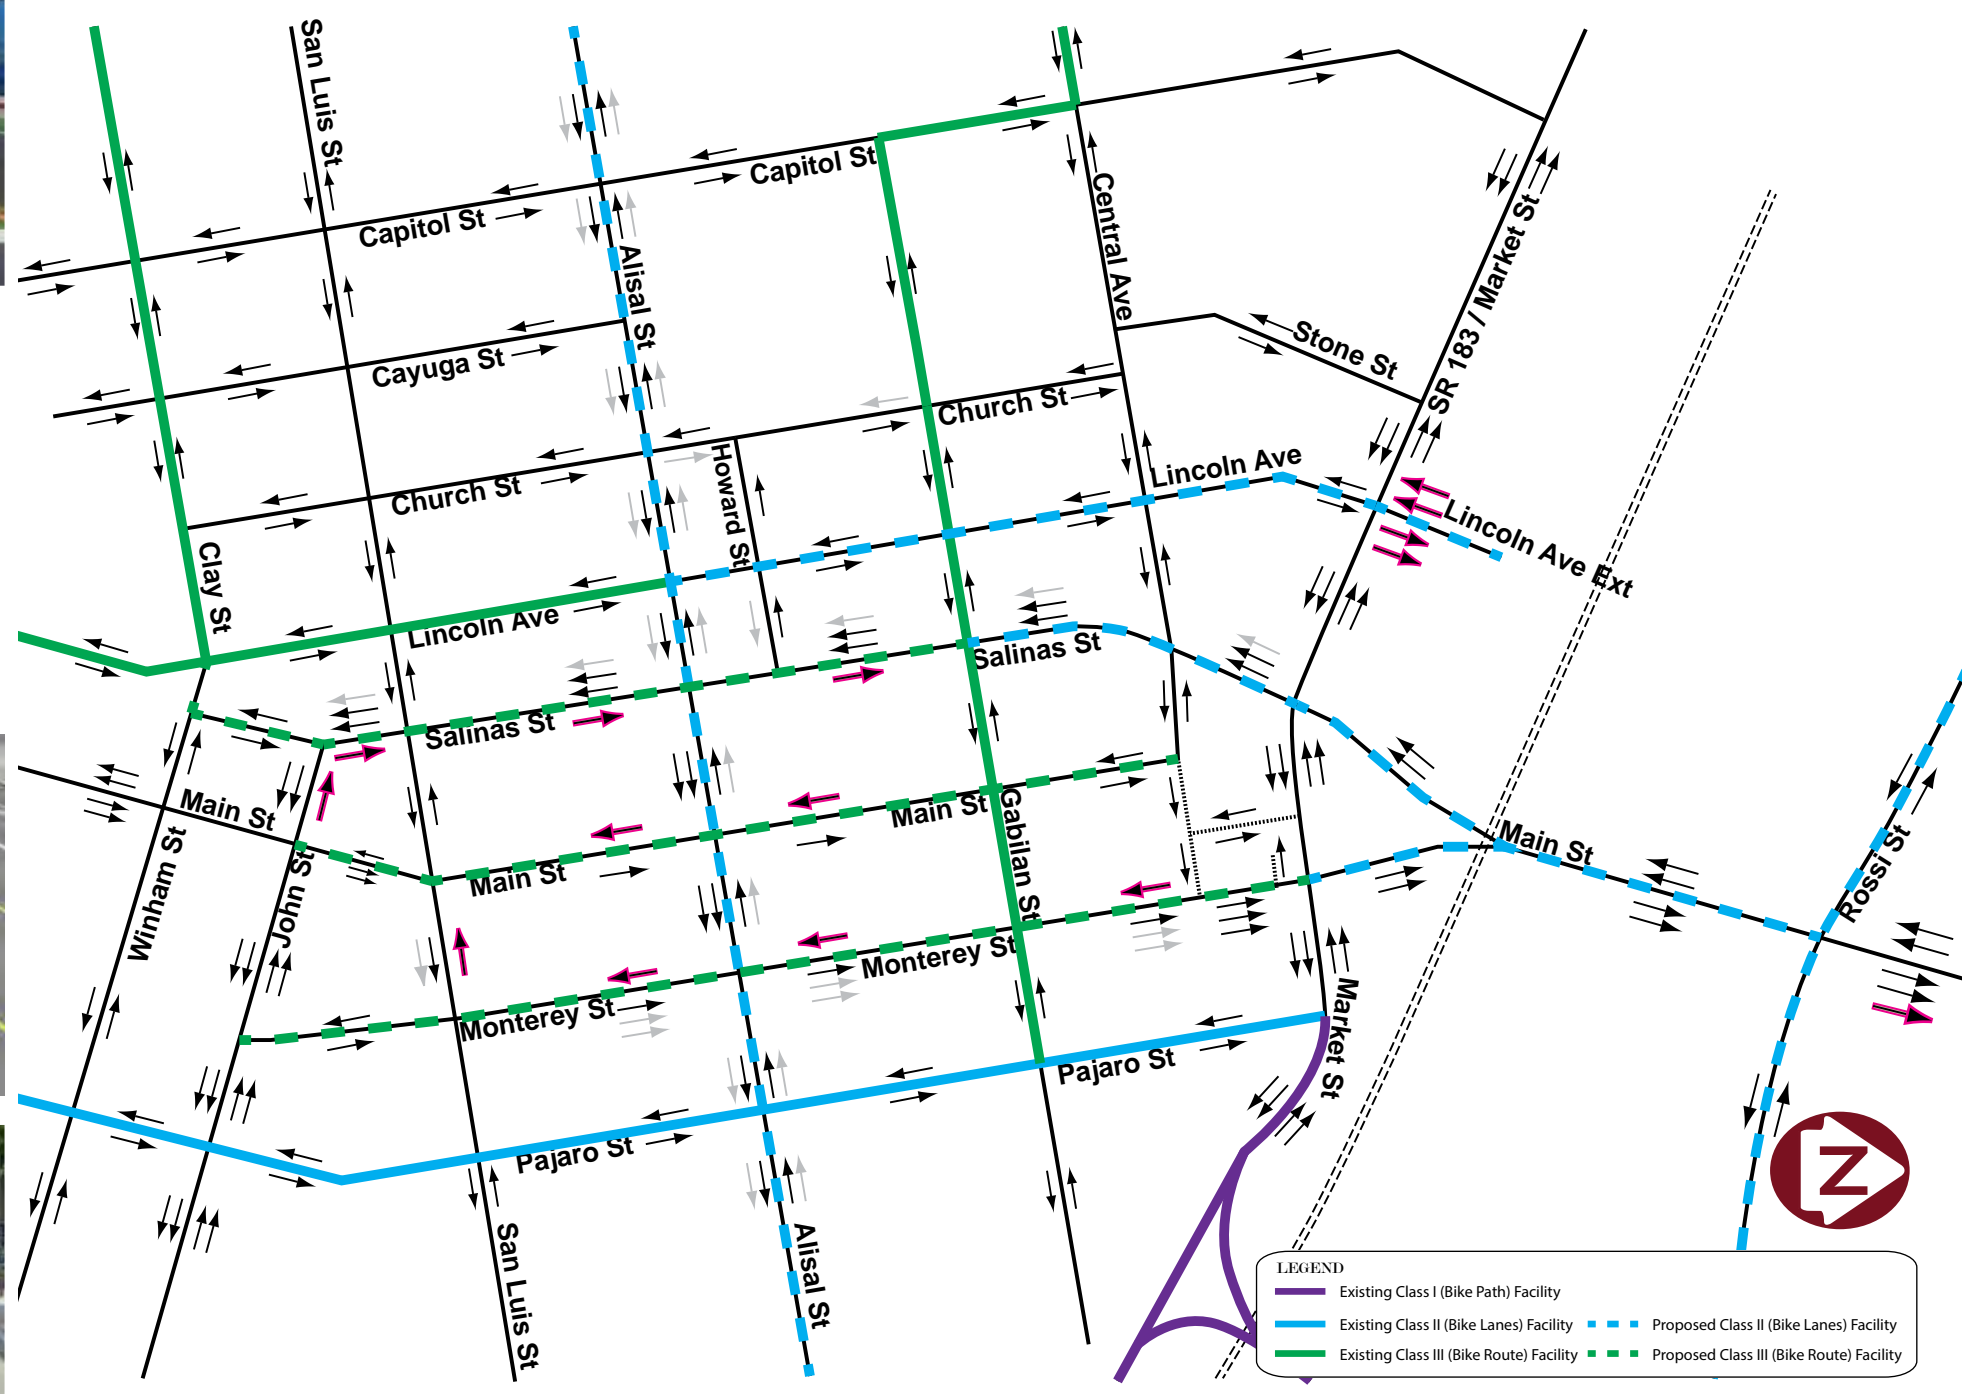 San Luis St
Capitol St
Capitol St
Central Ave
Alisal St
SR 183 / Market St
Stone St
Cayuga St
Church St
Church St
Howard St
Lincoln Ave
Lincoln Ave Ext
Clay St
Lincoln Ave
Salinas St
Salinas St
Main St
Main St
Main St
Main St
Gabilan St
Rossi St
Winham St
John St
Monterey St
Monterey St
Market St
Pajaro St
Pajaro St
San Luis St
Alisal St
Z
LEGEND
Existing Class I (Bike Path) Facility
Existing Class II (Bike Lanes) Facility
Proposed Class II (Bike Lanes) Facility
Existing Class III (Bike Route) Facility
Proposed Class III (Bike Route) Facility